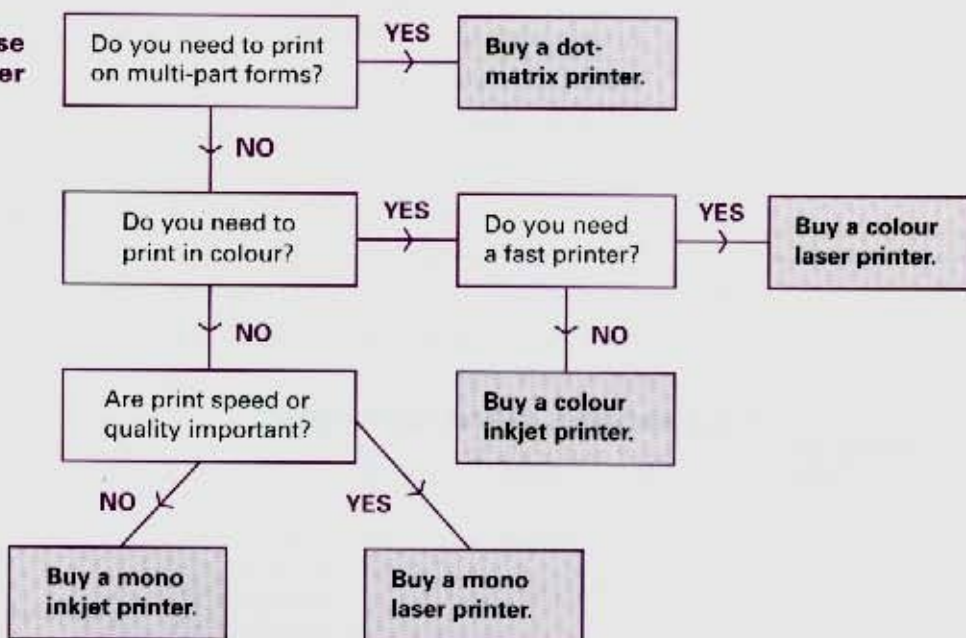 se
er
Do you need to print
on multi-part forms?
YES
Buy a dot-
matrix printer.
NO
Do you need to
print in colour?
YES
Do you need
a fast printer?
YES
Buy a colour
laser printer.
NO
NO
Are print speed or
quality important?
Buy a colour
inkjet printer.
NO
YES
Buy a mono
inkjet printer.
Buy a mono
laser printer.